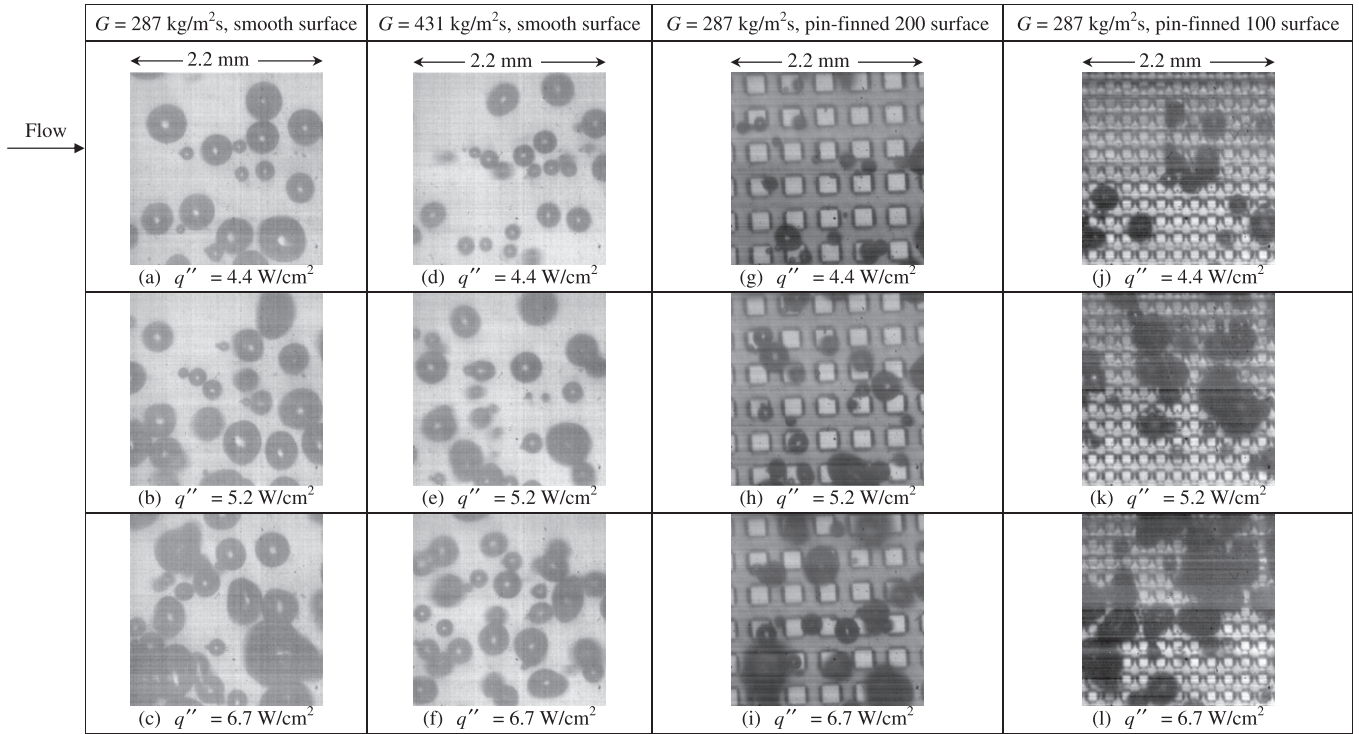 G = 287 kg/m²s, smooth surface
G = 431 kg/m²s, smooth surface
G = 287 kg/m²s, pin-finned 200 surface
G = 287 kg/m²s, pin-finned 100 surface
2.2 mm
2.2 mm
2.2 mm
2.2 mm
Flow
(a) q″ = 4.4 W/cm²
(d) q″ = 4.4 W/cm²
(g) q″ = 4.4 W/cm²
(j) q″ = 4.4 W/cm²
(b) q″ = 5.2 W/cm²
(e) q″ = 5.2 W/cm²
(h) q″ = 5.2 W/cm²
(k) q″ = 5.2 W/cm²
(c) q″ = 6.7 W/cm²
(f) q″ = 6.7 W/cm²
(i) q″ = 6.7 W/cm²
(l) q″ = 6.7 W/cm²